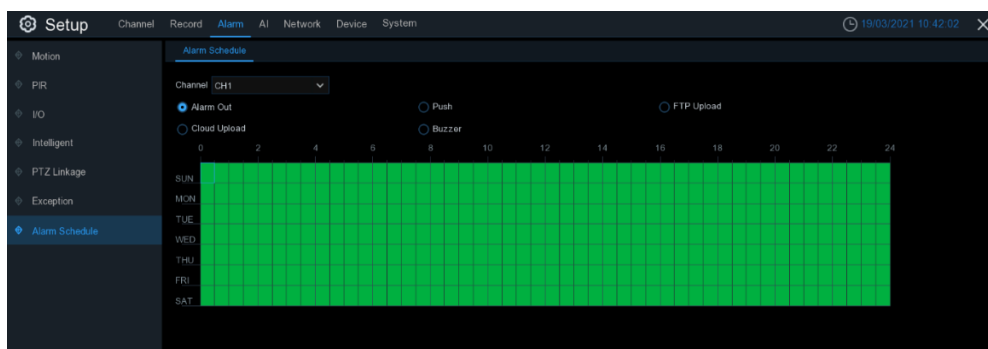 Setup Channel Record Alarm AI Network Device System 19/03/2021 10:42:02
Motion
PIR
I/O
Intelligent
PTZ Linkage
Exception
Alarm Schedule
Alarm Schedule
Channel CH1
Alarm Out Push FTP Upload
Cloud Upload Buzzer
0 2 4 6 8 10 12 14 16 18 20 22 24
SUN
MON
TUE
WED
THU
FRI
SAT